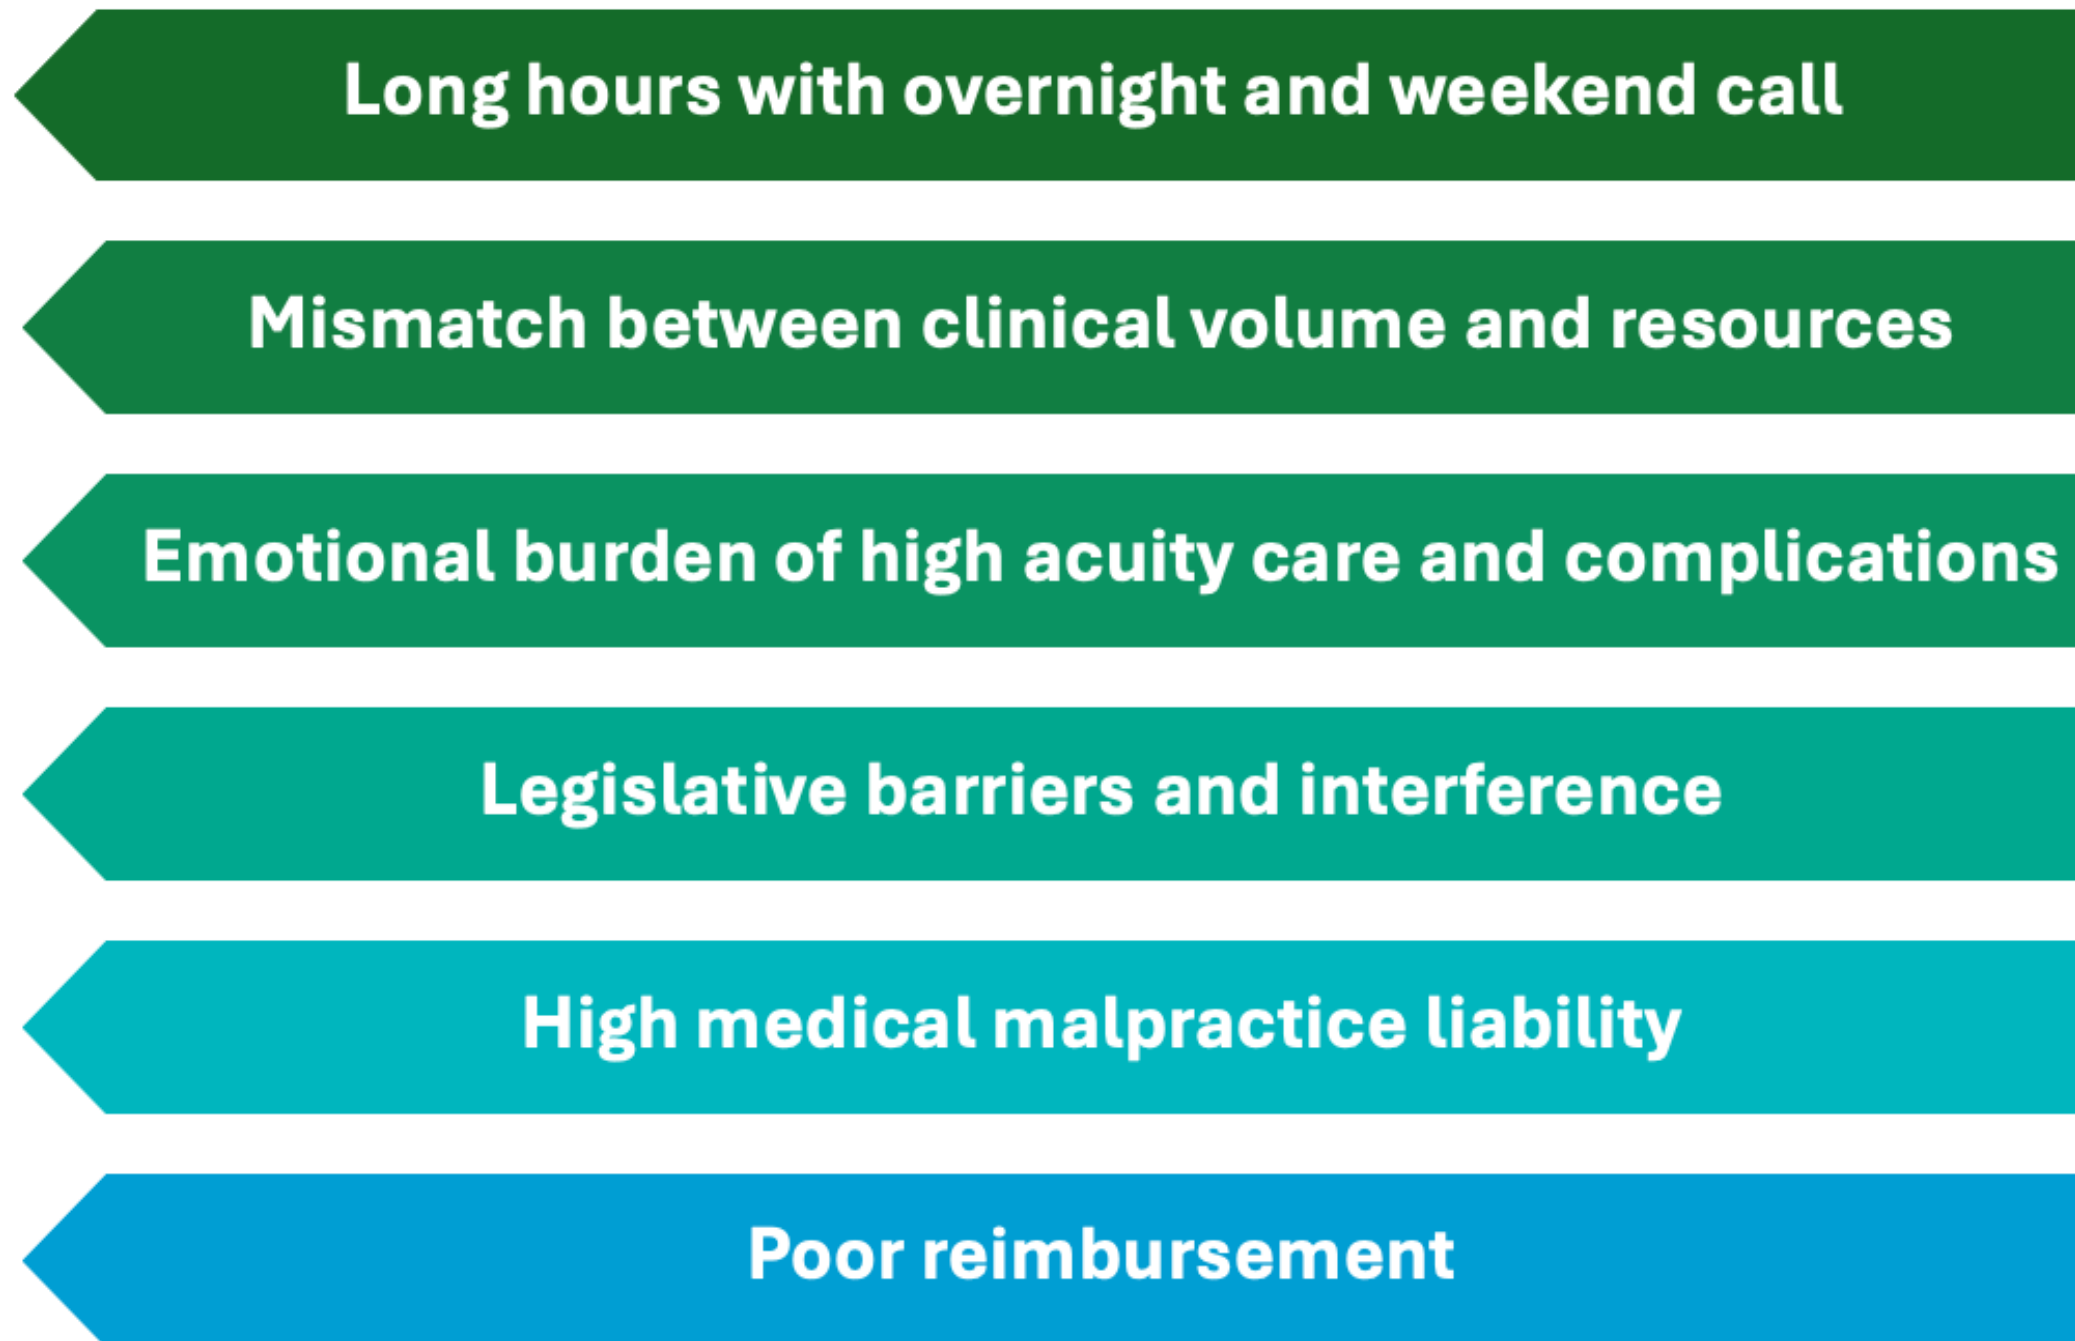 Long hours with overnight and weekend call
Mismatch between clinical volume and resources
Emotional burden of high acuity care and complications
Legislative barriers and interference
High medical malpractice liability
Poor reimbursement